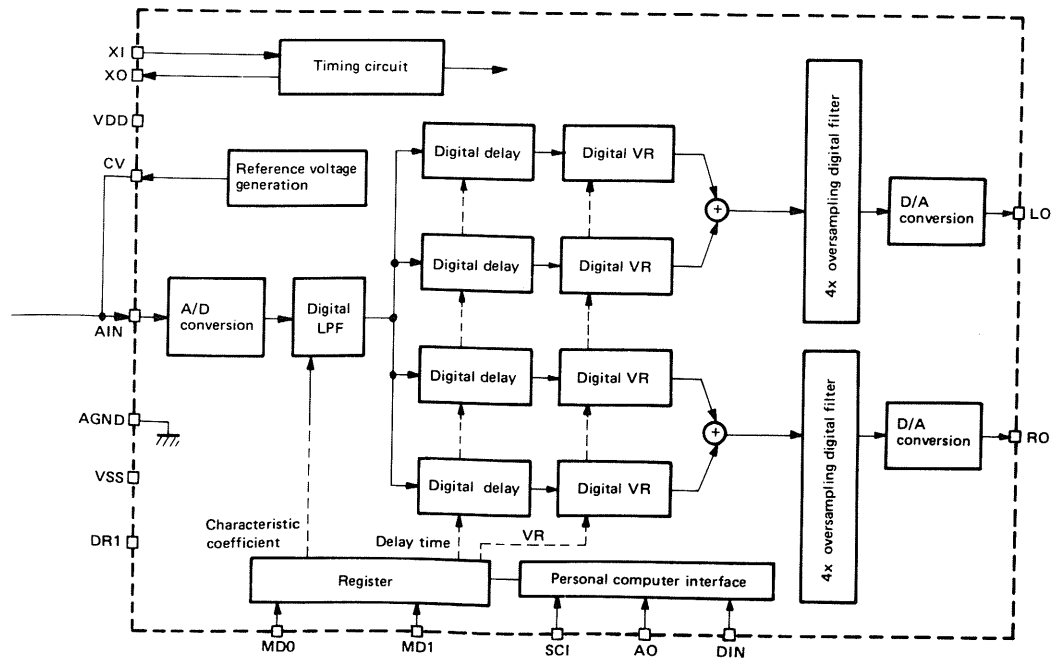 XI
XO
Timing circuit
VDD
CV
Reference voltage
generation
Digital delay
Digital VR
4x oversampling digital filter
D/A
conversion
LO
Digital delay
Digital VR
AIN
A/D
conversion
Digital
LPF
Digital delay
Digital VR
4x oversampling digital filter
D/A
conversion
RO
AGND
VSS
Digital delay
Digital VR
DR1
Characteristic
coefficient
Delay time
VR
Register
Personal computer interface
MD0
MD1
SCI
AO
DIN